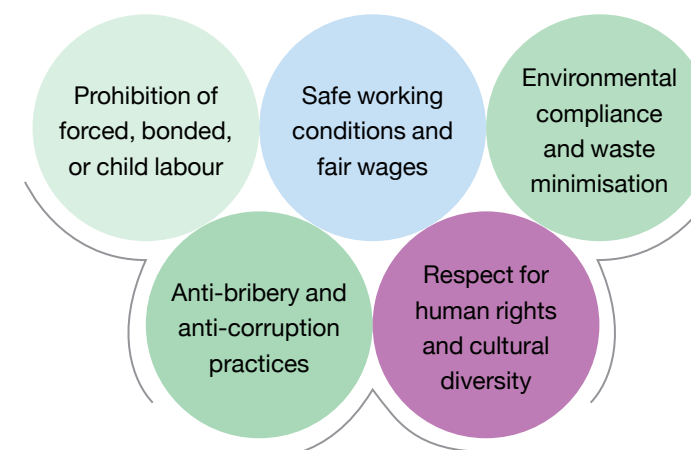 Prohibition of
forced, bonded,
or child labour
Safe working
conditions and
fair wages
Environmental
compliance
and waste
minimisation
Anti-bribery and
anti-corruption
practices
Respect for
human rights
and cultural
diversity